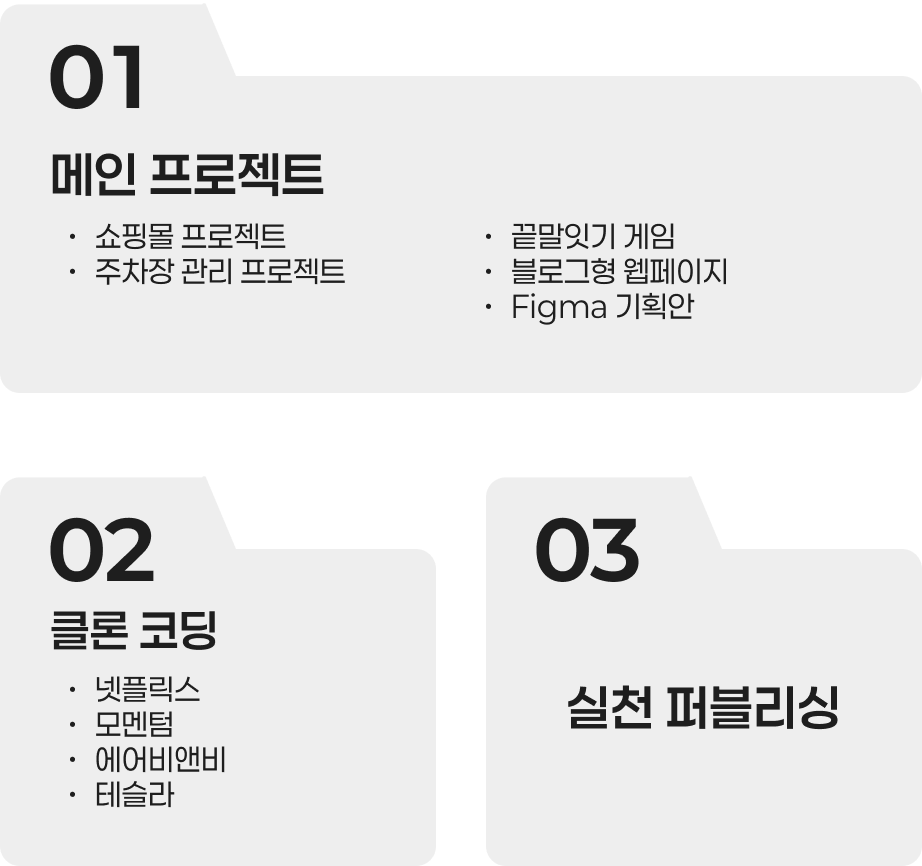 01
메인 프로젝트
• 쇼핑몰 프로젝트
• 주차장 관리 프로젝트
• 끝말잇기 게임
• 블로그형 웹페이지
• Figma 기획안
02
클론 코딩
• 넷플릭스
• 모멘텀
• 에어비앤비
• 테슬라
03
실천 퍼블리싱